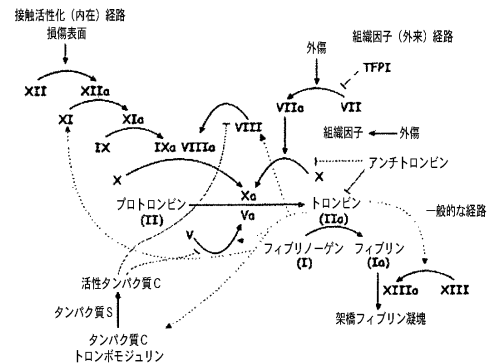 接触活性化（内在）経路
損傷表面
組織因子（外来）経路
外傷
TFPI
XII
XIIa
VIIa
VII
XI
XIa
VIII
組織因子
外傷
IX
IXa
VIIIa
アンチトロンビン
X
X
Xa
プロトロンビン
(II)
Va
トロンビン
(IIa)
一般的な経路
V
フィブリノーゲン
(I)
フィブリン
(Ia)
活性タンパク質C
XIIIa
XIII
タンパク質S
架橋フィブリン凝塊
タンパク質C
トロンボモジュリン